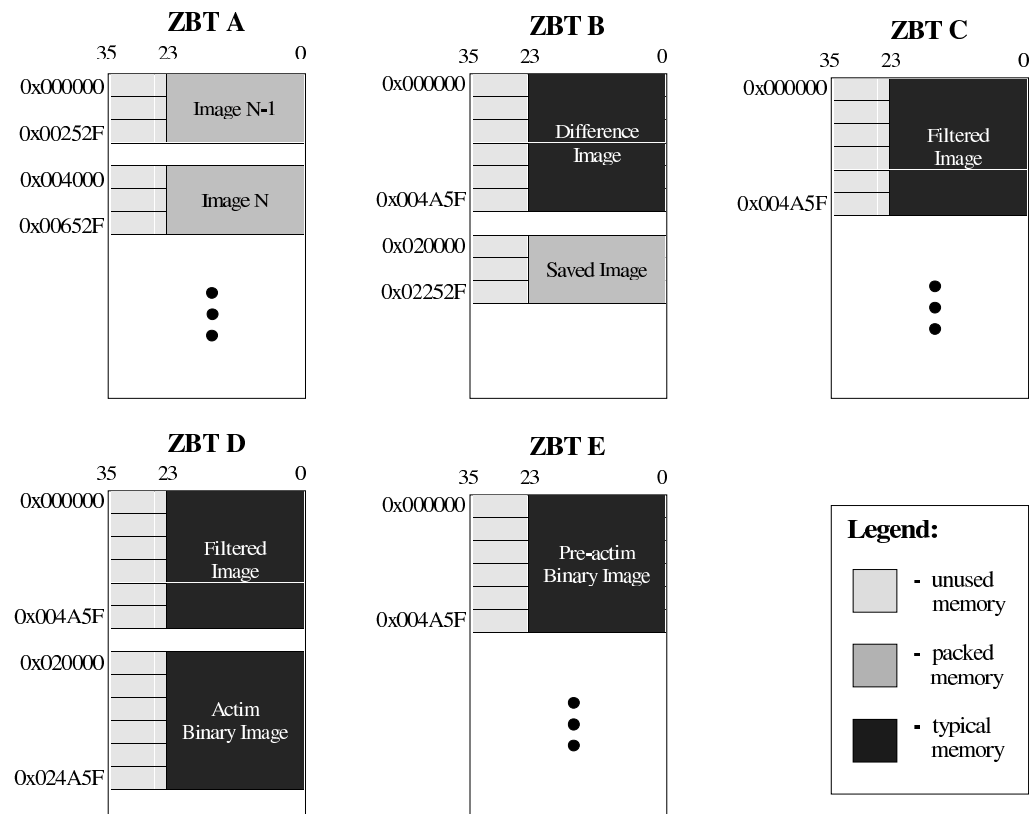 ZBT A
35 23 0
0x000000
Image N-1
0x00252F
0x004000
Image N
0x00652F
ZBT B
35 23 0
0x000000
Difference
Image
0x004A5F
0x020000
Saved Image
0x02252F
ZBT C
35 23 0
0x000000
Filtered
Image
0x004A5F
ZBT D
35 23 0
0x000000
Filtered
Image
0x004A5F
0x020000
Actim
Binary Image
0x024A5F
ZBT E
35 23 0
0x000000
Pre-actim
Binary Image
0x004A5F
Legend:
- unused
memory
- packed
memory
- typical
memory